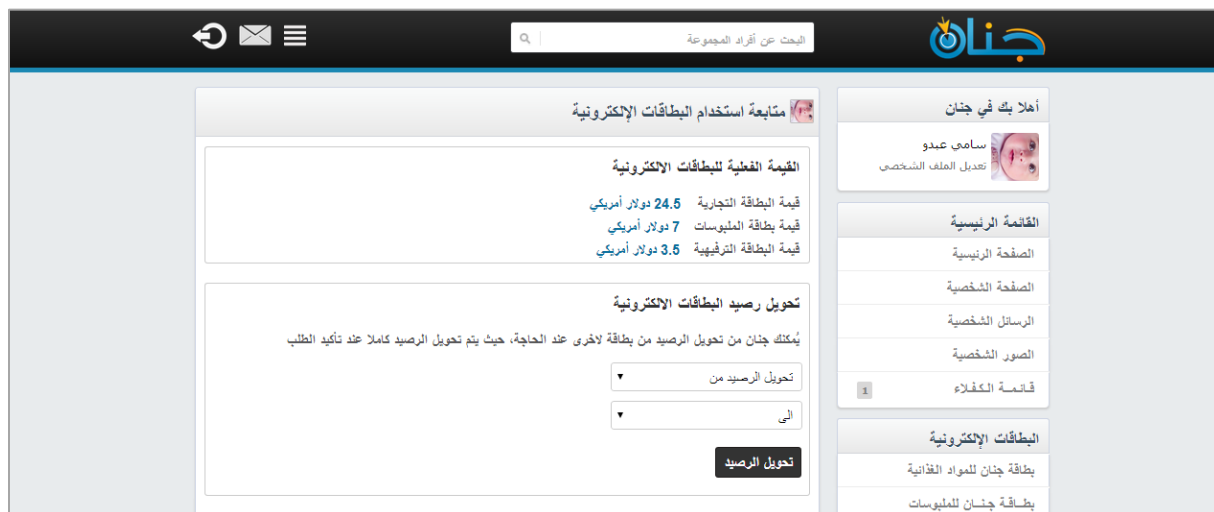 جنان
البحث عن أفراد المجموعة
أهلا بك في جنان
سامي عبدو
تعديل الملف الشخصي
القائمة الرئيسية
الصفحة الرئيسية
الصفحة الشخصية
الرسائل الشخصية
الصور الشخصية
قائمة الكفلاء 1
البطاقات الإلكترونية
بطاقة جنان للمواد الغذائية
بطاقة جنان للملبوسات
متابعة استخدام البطاقات الإلكترونية
القيمة الفعلية للبطاقات الالكترونية
قيمة البطاقة التجارية 24.5 دولار أمريكي
قيمة بطاقة الملبوسات 7 دولار أمريكي
قيمة البطاقة الترفيهية 3.5 دولار أمريكي
تحويل رصيد البطاقات الالكترونية
يُمكنك جنان من تحويل الرصيد من بطاقة لاخرى عند الحاجة، حيث يتم تحويل الرصيد كاملا عند تأكيد الطلب
تحويل الرصيد من
الى
تحويل الرصيد